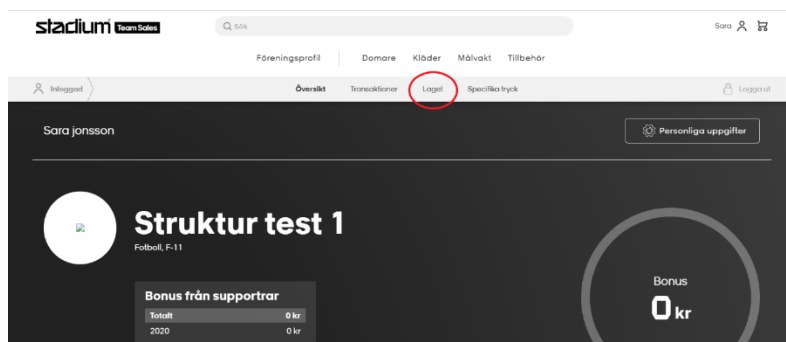 stadium Team Sales
Sök
Sara
Föreningsprofil Domare Kläder Målvakt Tillbehör
Inloggad
Översikt Transaktioner Laget Specifika tryck
Logga ut
Sara jonsson
Personliga uppgifter
Struktur test 1
Fotboll, F-11
Bonus från supportrar
Totalt 0 kr
2020 0 kr
Bonus
0 kr